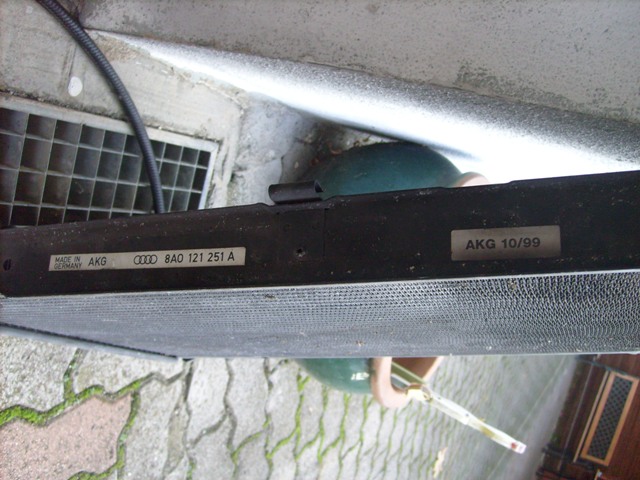 MADE IN
GERMANY
AKG
8A0 121 251 A
AKG 10/99